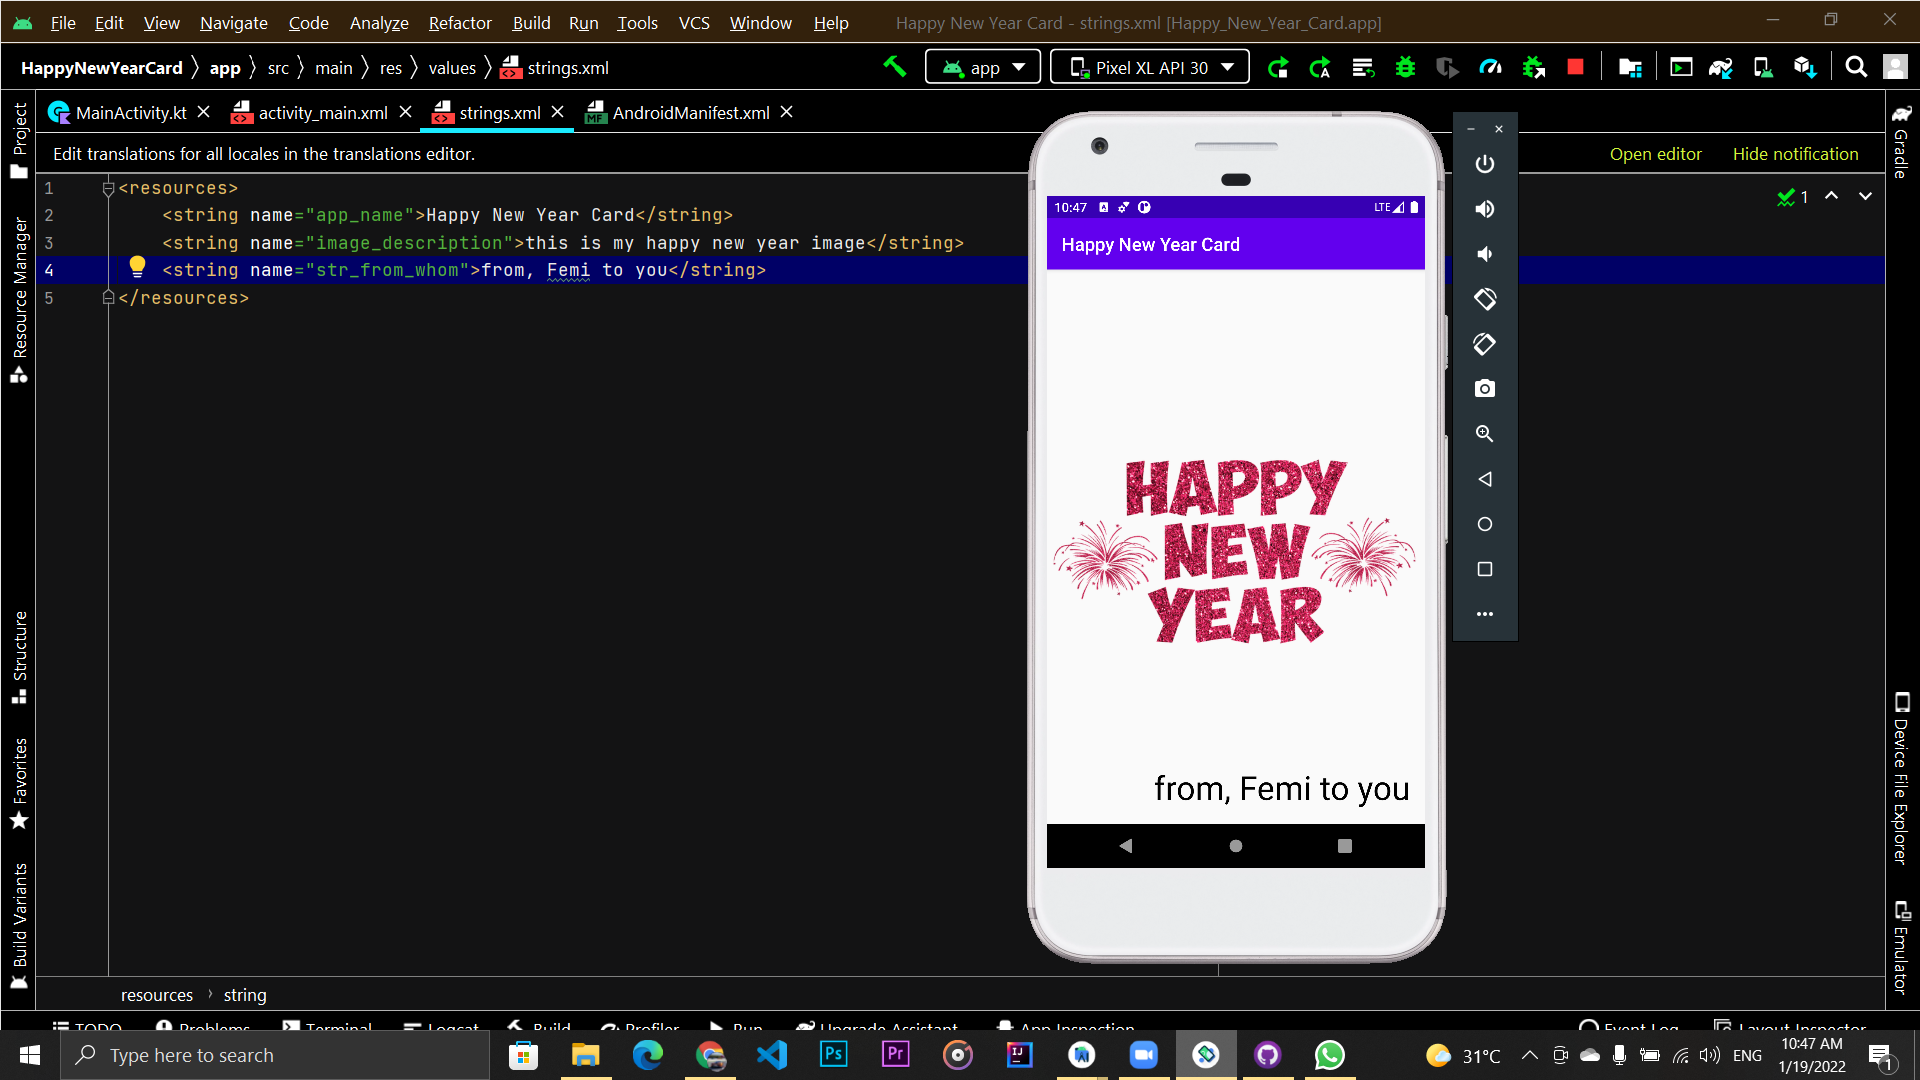 File Edit View Navigate Code Analyze Refactor Build Run Tools VCS Window Help Happy New Year Card - strings.xml [Happy_New_Year_Card.app]
HappyNewYearCard app src main res values strings.xml app Pixel XL API 30
MainActivity.kt activity_main.xml strings.xml AndroidManifest.xml
Edit translations for all locales in the translations editor. Open editor Hide notification
1 <resources>
2 <string name="app_name">Happy New Year Card</string>
3 <string name="image_description">this is my happy new year image</string>
4 <string name="str_from_whom">from, Femi to you</string>
5 </resources>
1
Project
Resource Manager
Structure
Favorites
Build Variants
10:47 LTE
Happy New Year Card
HAPPY
NEW
YEAR
from, Femi to you
Gradle
Device File Explorer
Emulator
resources string
TODO Problems Terminal Logcat Build Profiler Run Upgrade Assistant App Inspection Event Log Layout Inspector
Type here to search
Ps Pr IJ
31°C ENG
10:47 AM
1/19/2022
1